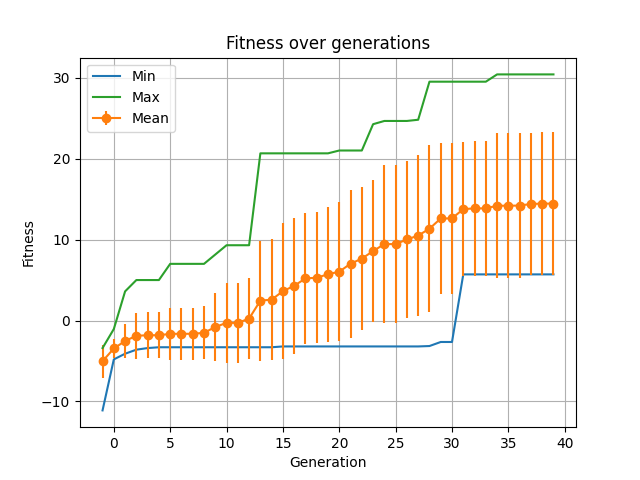 Fitness over generations
Min
Max
Mean
Fitness
30
20
10
0
−10
0 5 10 15 20 25 30 35 40
Generation